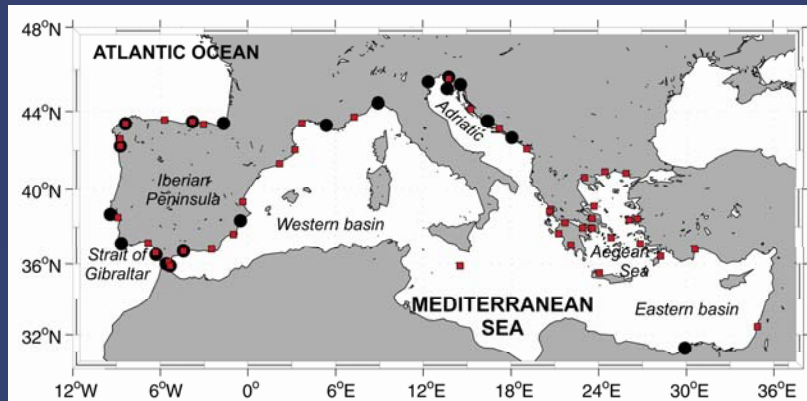 48°N
44°N
40°N
36°N
32°N
ATLANTIC OCEAN
Adriatic
Iberian
Peninsula
Western basin
Strait of
Gibraltar
Aegean
Sea
MEDITERRANEAN
SEA
Eastern basin
12°W
6°W
0°
6°E
12°E
18°E
24°E
30°E
36°E